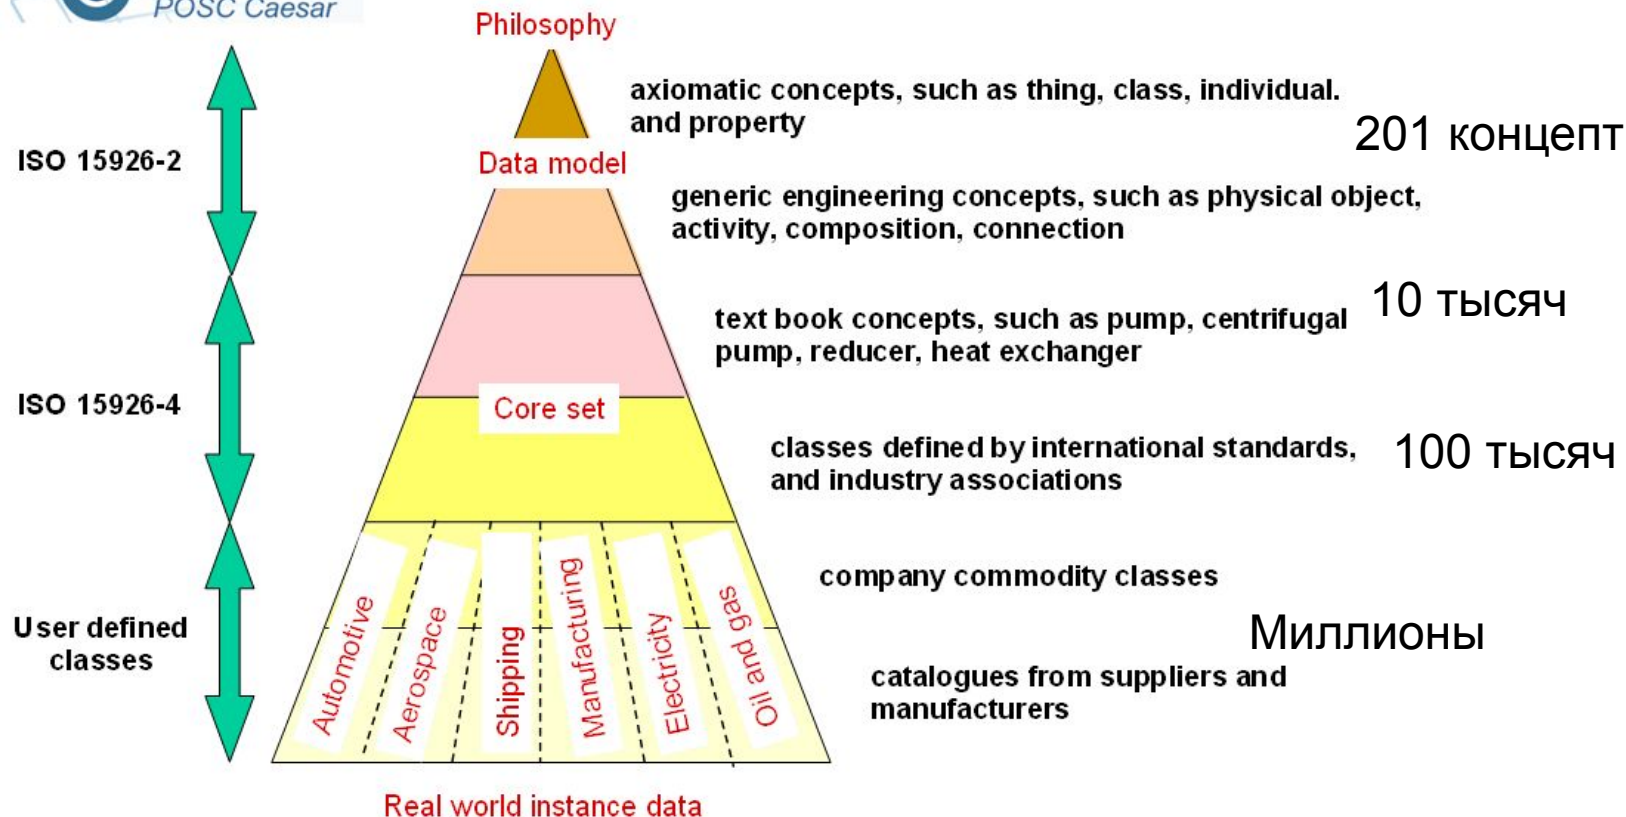 POSC Caesar
Philosophy
axiomatic concepts, such as thing, class, individual.
and property
201 концепт
ISO 15926-2
Data model
generic engineering concepts, such as physical object,
activity, composition, connection
10 тысяч
text book concepts, such as pump, centrifugal
pump, reducer, heat exchanger
ISO 15926-4
Core set
classes defined by international standards,
and industry associations
100 тысяч
company commodity classes
User defined
classes
Automotive
Aerospace
Shipping
Manufacturing
Electricity
Oil and gas
Миллионы
catalogues from suppliers and
manufacturers
Real world instance data